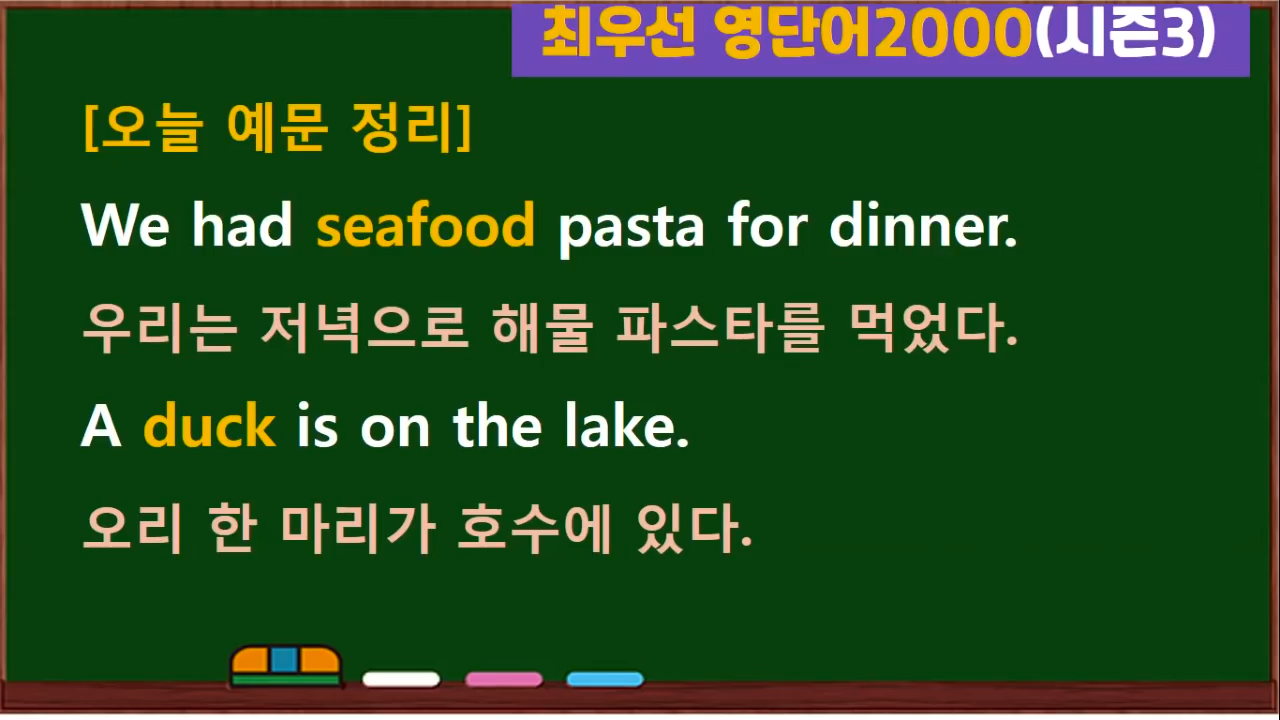 최우선 영단어2000(시즌3)
[오늘 예문 정리]
We had seafood pasta for dinner.
우리는 저녁으로 해물 파스타를 먹었다.
A duck is on the lake.
오리 한 마리가 호수에 있다.